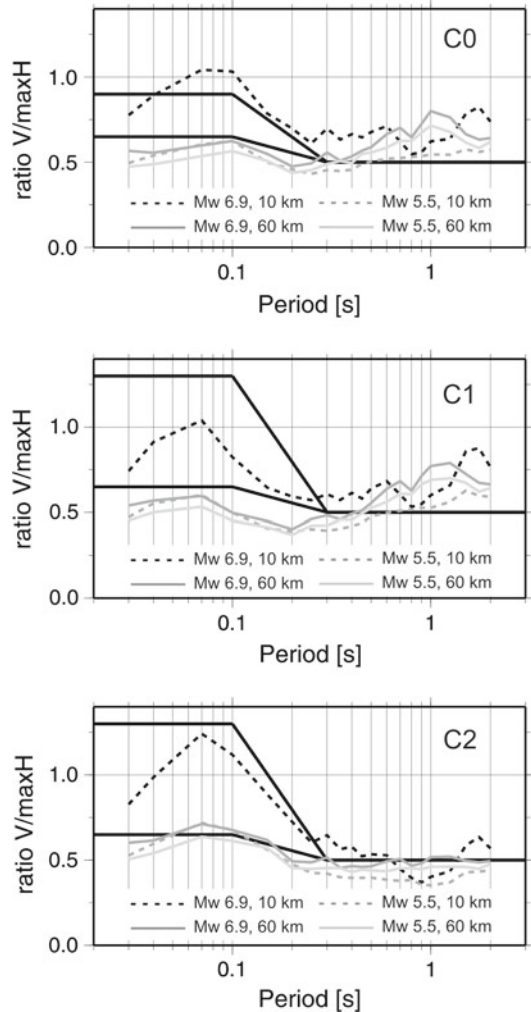 C0
1.0
0.5
0.0
ratio V/maxH
Mw 6.9, 10 km
Mw 5.5, 10 km
Mw 6.9, 60 km
Mw 5.5, 60 km
0.1
1
Period [s]
C1
1.0
0.5
0.0
ratio V/maxH
Mw 6.9, 10 km
Mw 5.5, 10 km
Mw 6.9, 60 km
Mw 5.5, 60 km
0.1
1
Period [s]
C2
1.0
0.5
0.0
ratio V/maxH
Mw 6.9, 10 km
Mw 5.5, 10 km
Mw 6.9, 60 km
Mw 5.5, 60 km
0.1
1
Period [s]